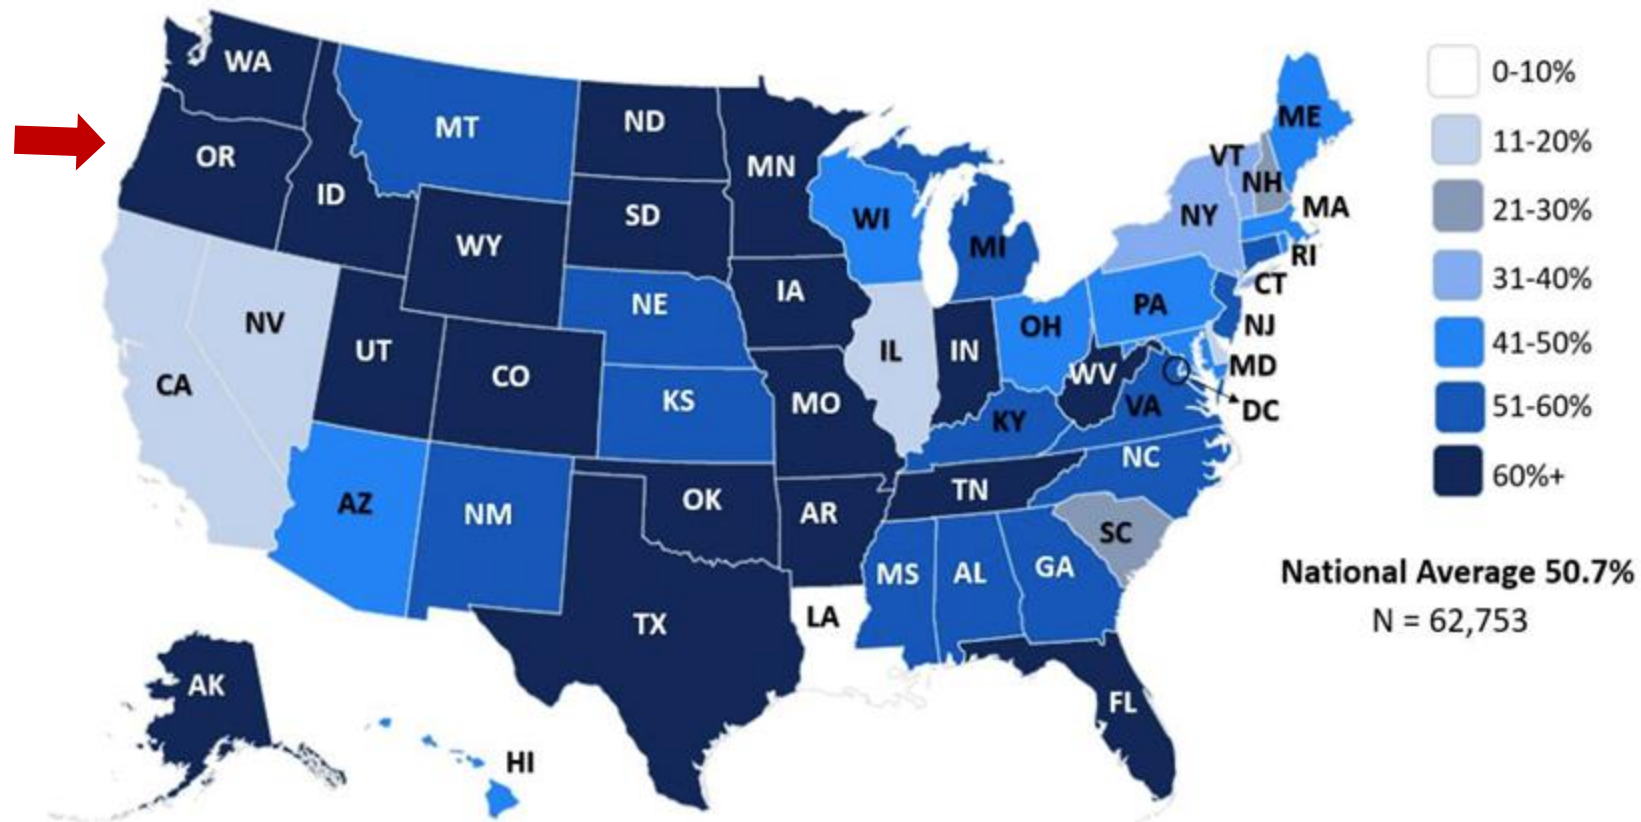 WA
OR
ID
MT
ND
MN
SD
WY
NE
IA
WI
MI
NV
CA
UT
CO
KS
MO
IL
IN
OH
PA
NY
VT
NH
ME
MA
RI
CT
NJ
MD
DC
WV
VA
KY
NC
TN
SC
AZ
NM
OK
AR
TX
LA
MS
AL
GA
FL
AK
HI
0-10%
11-20%
21-30%
31-40%
41-50%
51-60%
60%+
National Average 50.7%
N = 62,753